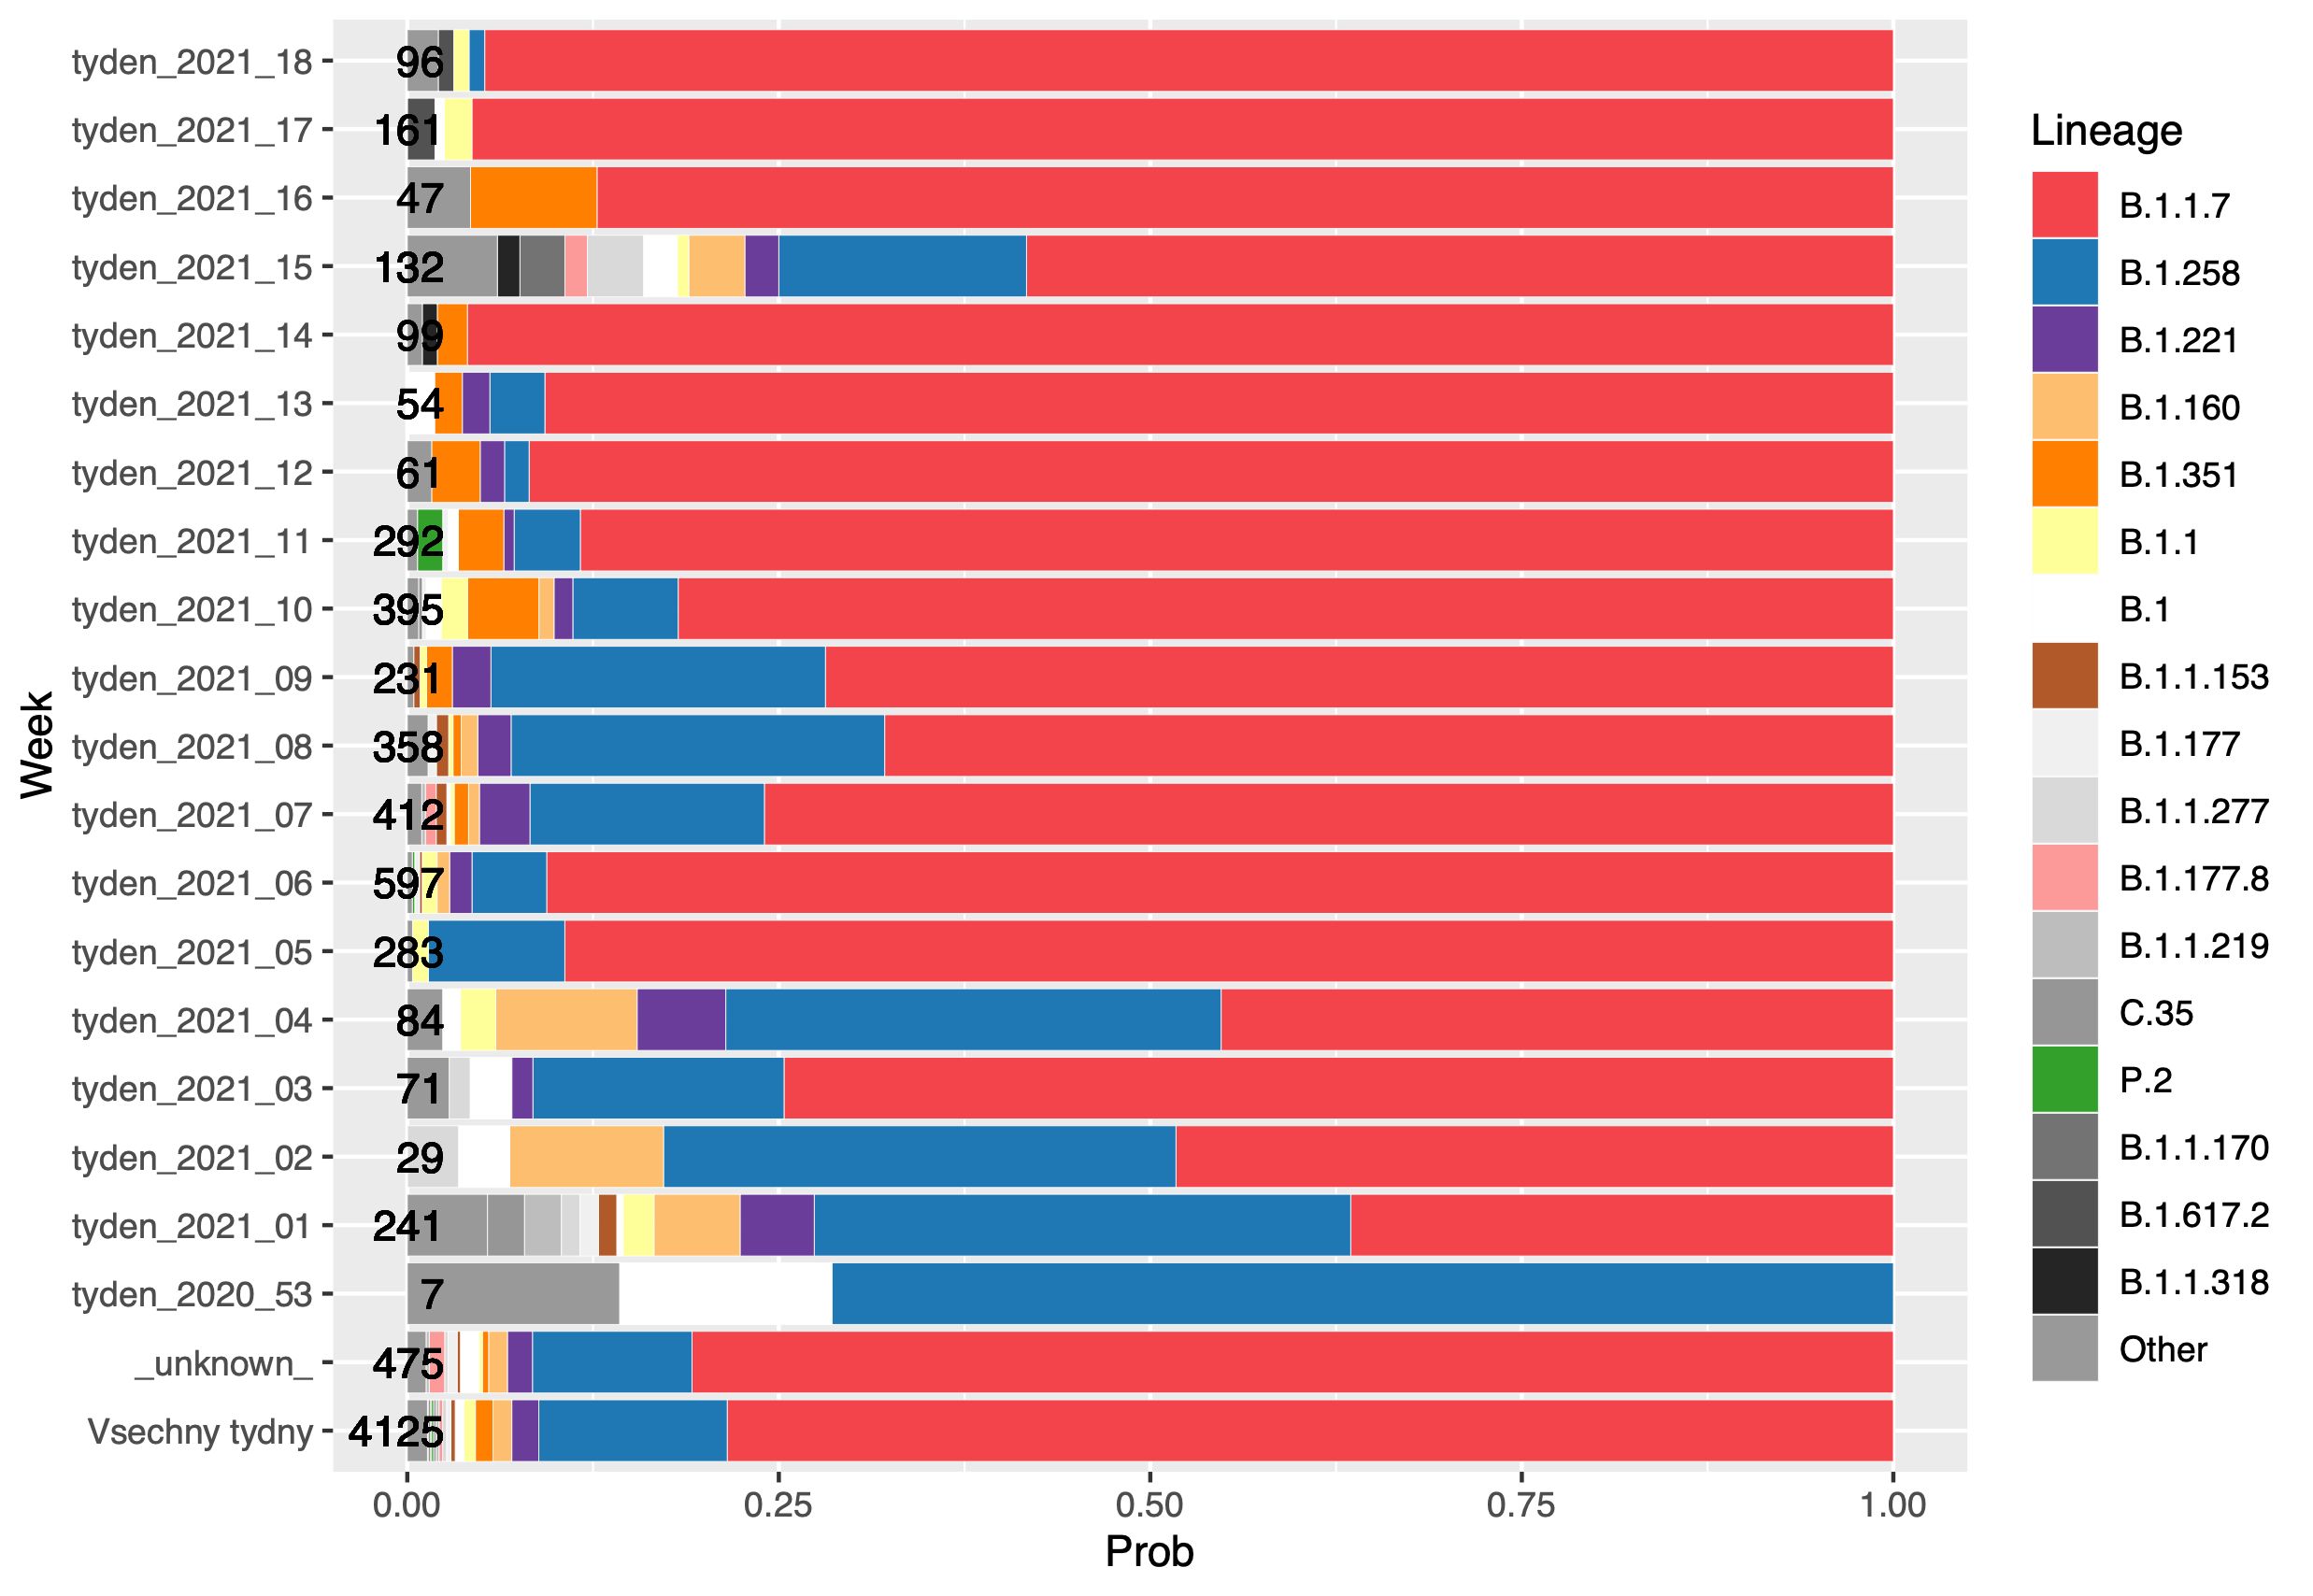 tyden_2021_18 96
tyden_2021_17 161
tyden_2021_16 47
tyden_2021_15 132
tyden_2021_14 99
tyden_2021_13 54
tyden_2021_12 61
tyden_2021_11 292
tyden_2021_10 395
tyden_2021_09 231
tyden_2021_08 358
tyden_2021_07 412
tyden_2021_06 597
tyden_2021_05 283
tyden_2021_04 84
tyden_2021_03 71
tyden_2021_02 29
tyden_2021_01 241
tyden_2020_53 7
_unknown_ 475
Vsechny tydny 4125
Week
0.00 0.25 0.50 0.75 1.00
Prob
Lineage
B.1.1.7
B.1.258
B.1.221
B.1.160
B.1.351
B.1.1
B.1
B.1.1.153
B.1.177
B.1.1.277
B.1.177.8
B.1.1.219
C.35
P.2
B.1.1.170
B.1.617.2
B.1.1.318
Other